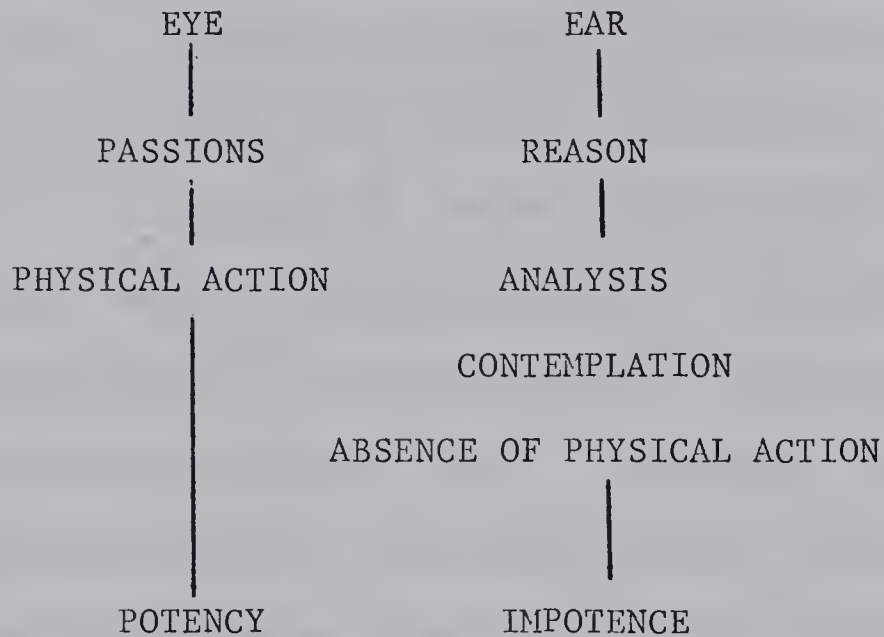 EYE EAR
PASSIONS REASON
PHYSICAL ACTION ANALYSIS
CONTEMPLATION
ABSENCE OF PHYSICAL ACTION
POTENCY IMPOTENCE